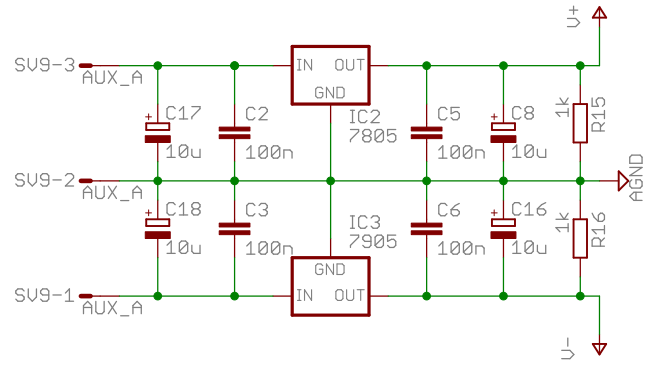 V+
SV9-3
AUX_A
IN OUT
GND
C17
10u
C2
100n
IC2
7805
C5
100n
C8
10u
1k
R15
SV9-2
AUX_A
AGND
C18
10u
C3
100n
IC3
7905
C6
100n
C16
10u
1k
R16
GND
IN OUT
SV9-1
AUX_A
V-
+
+
+
+